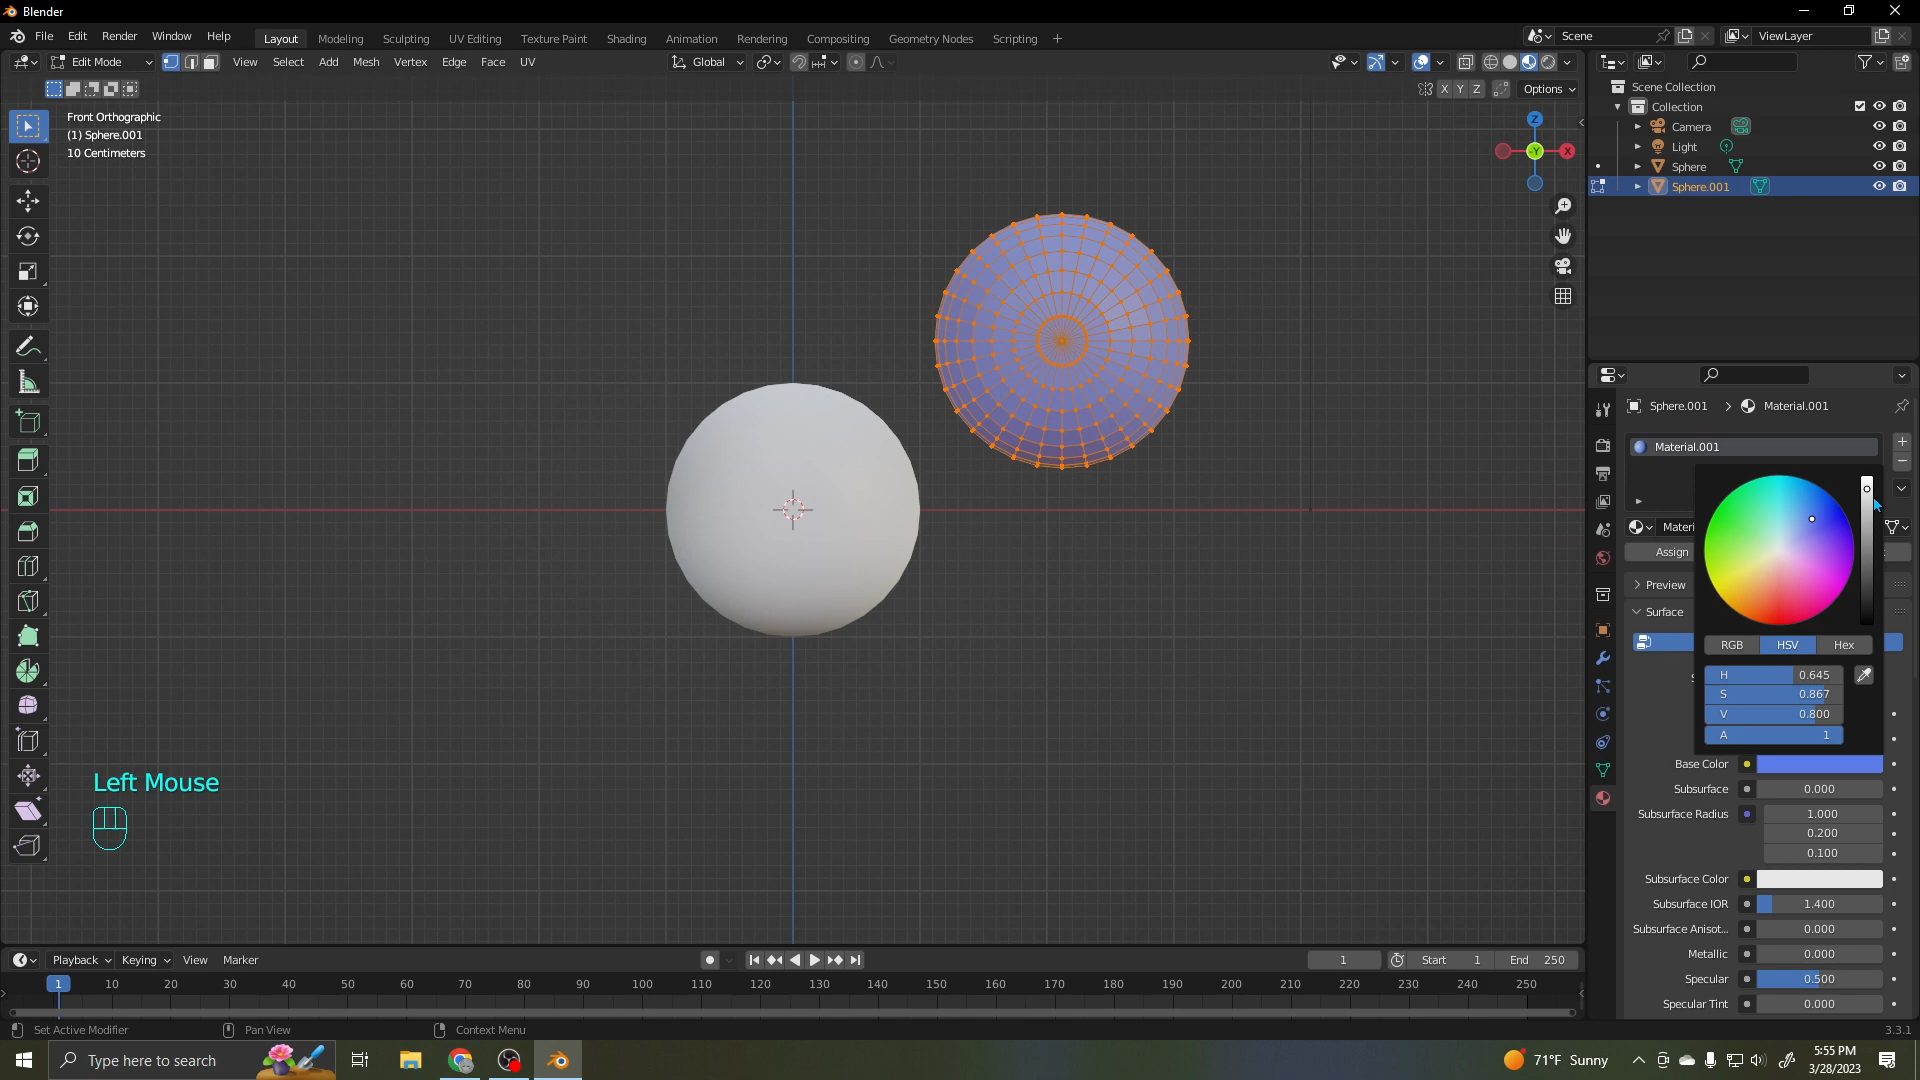 Blender
File Edit Render Window Help
Layout Modeling Sculpting UV Editing Texture Paint Shading Animation Rendering Compositing Geometry Nodes Scripting +
Scene ViewLayer
Edit Mode View Select Add Mesh Vertex Edge Face UV
Global
X Y Z Options
Front Orthographic
(1) Sphere.001
10 Centimeters
Z
-Y
X
Scene Collection
Collection
Camera
Light
Sphere
Sphere.001
Sphere.001 > Material.001
Material.001
Materi
Assign
Preview
Surface
RGB HSV Hex
H 0.645
S 0.867
V 0.800
A 1
Base Color
Subsurface 0.000
Subsurface Radius 1.000
0.200
0.100
Subsurface Color
Subsurface IOR 1.400
Subsurface Anisot... 0.000
Metallic 0.000
Specular 0.500
Specular Tint 0.000
Left Mouse
Playback Keying View Marker
1 Start 1 End 250
1 10 20 30 40 50 60 70 80 90 100 110 120 130 140 150 160 170 180 190 200 210 220 230 240 250
Set Active Modifier Pan View Context Menu
3.3.1
Type here to search
71°F Sunny
5:55 PM
3/28/2023